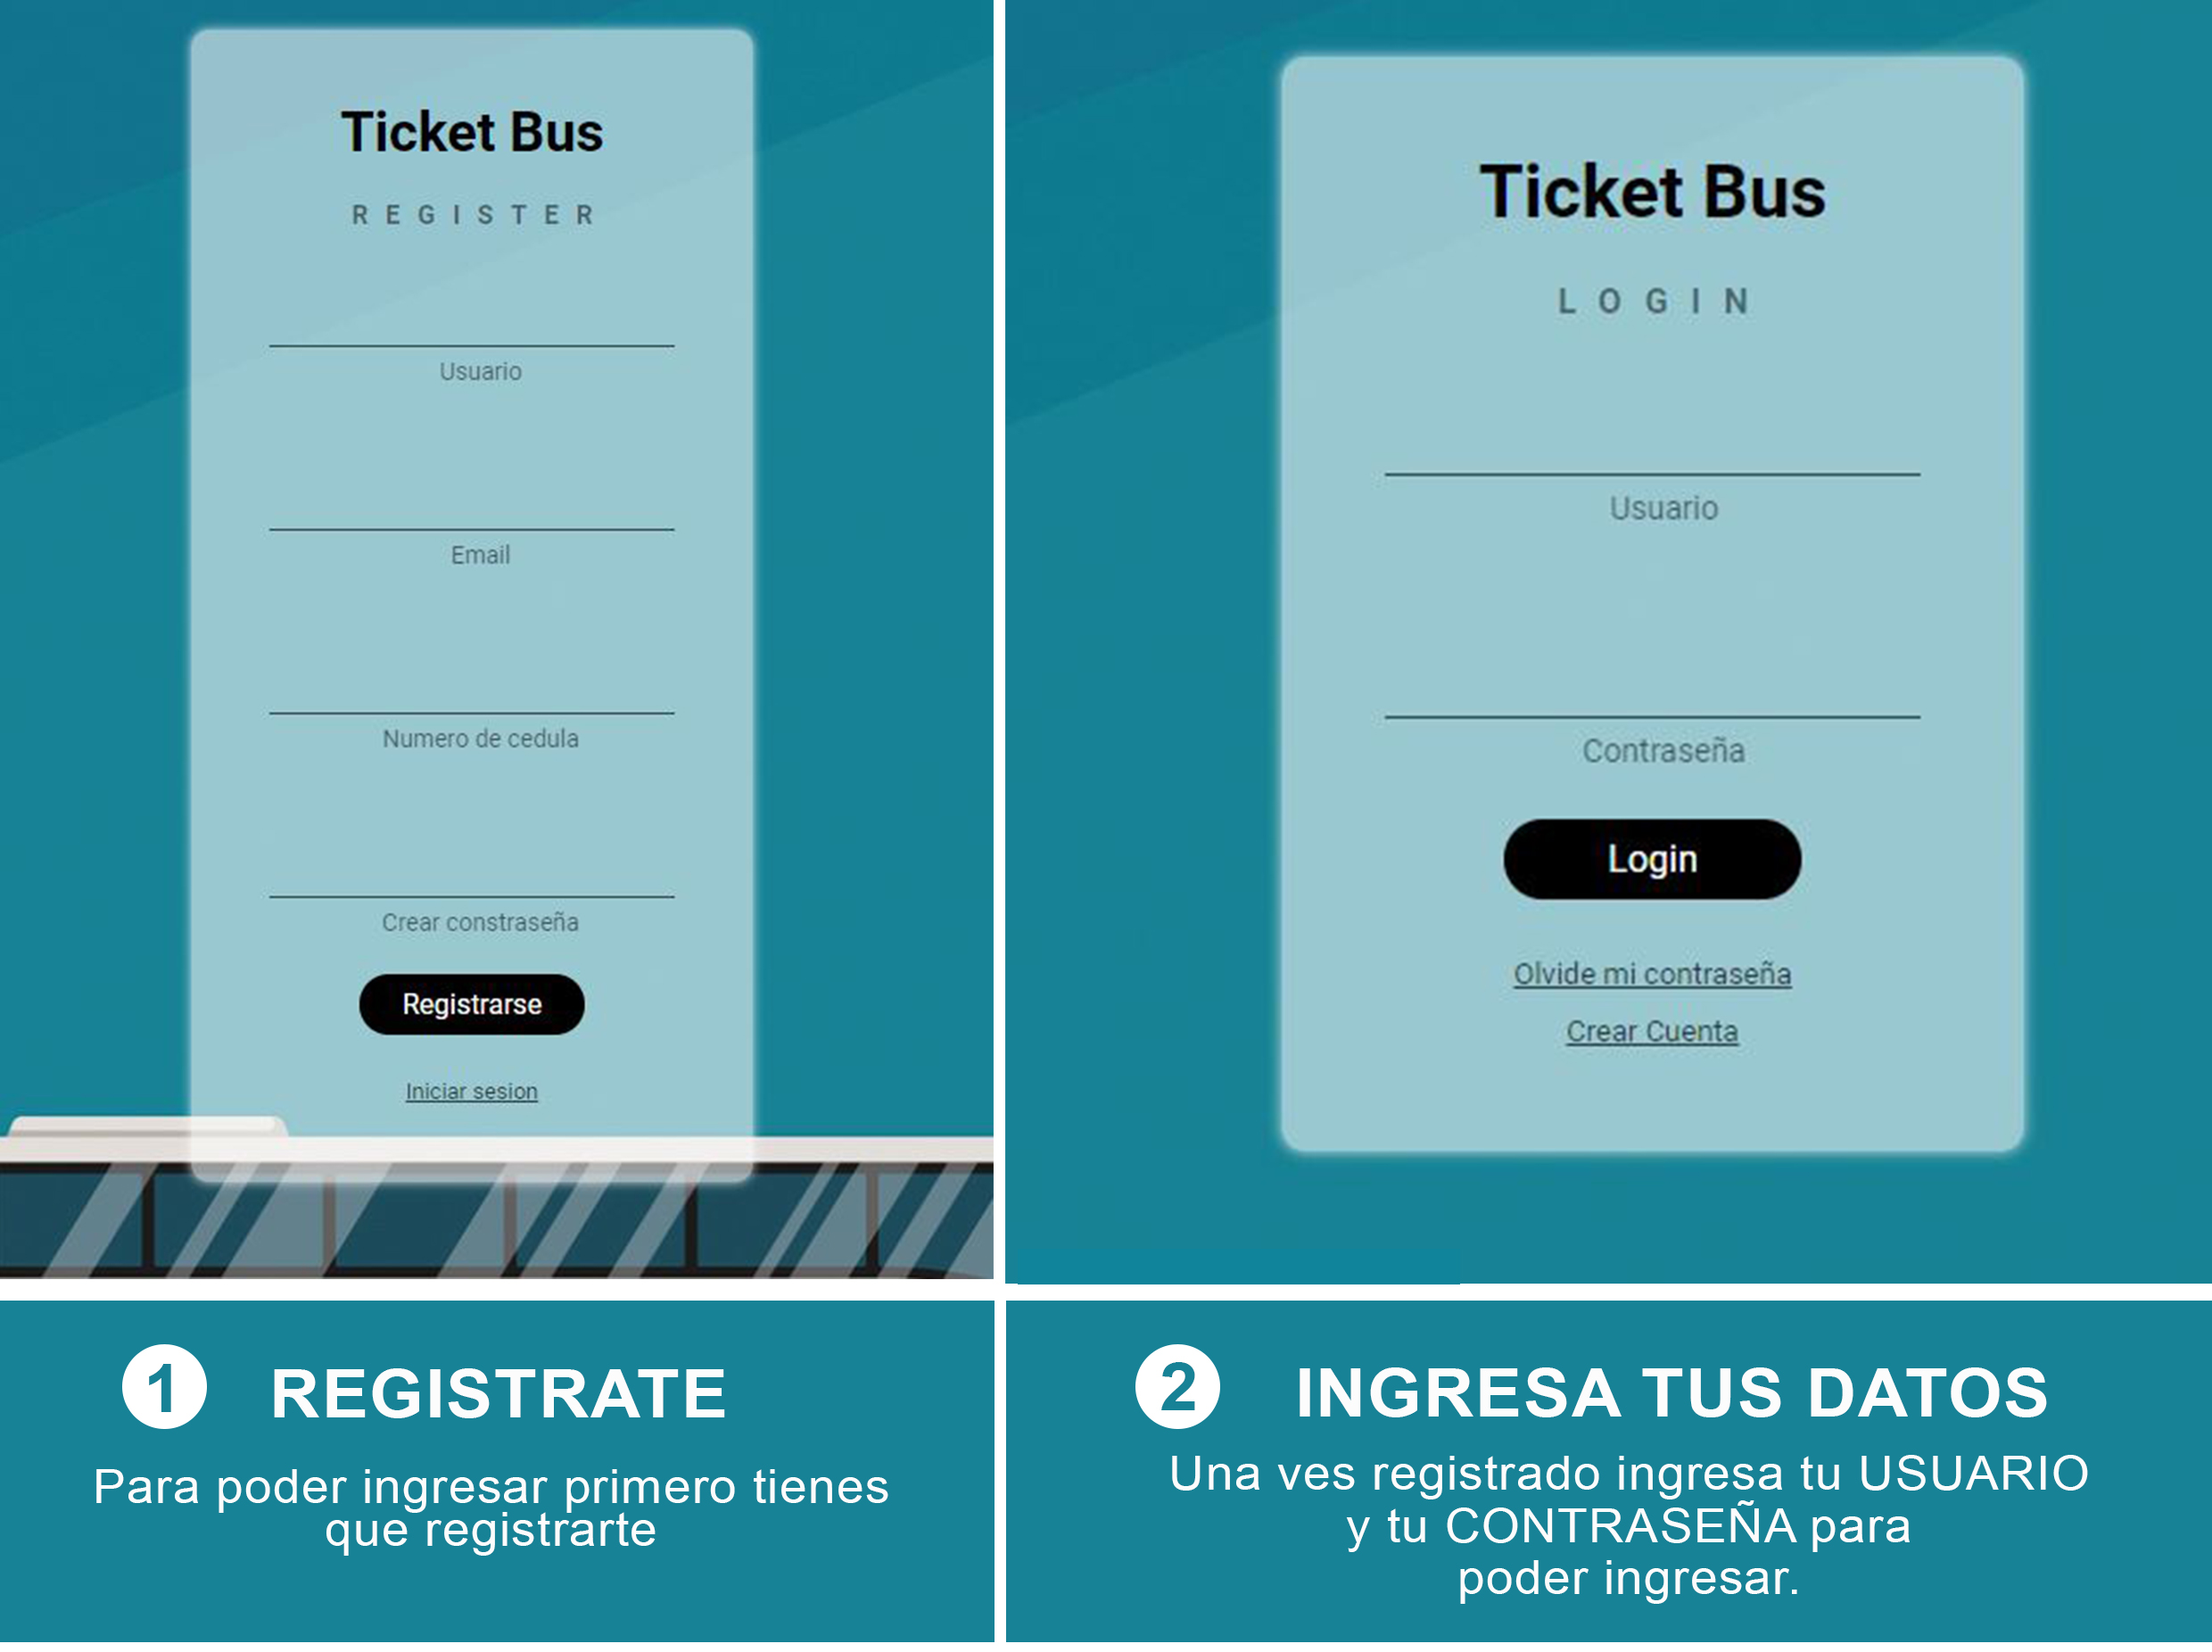 Ticket Bus
REGISTER
Usuario
Email
Numero de cedula
Crear constraseña
Registrarse
Iniciar sesion
1 REGISTRATE
Para poder ingresar primero tienes
que registrarte
Ticket Bus
LOGIN
Usuario
Contraseña
Login
Olvide mi contraseña
Crear Cuenta
2 INGRESA TUS DATOS
Una ves registrado ingresa tu USUARIO
y tu CONTRASEÑA para
poder ingresar.